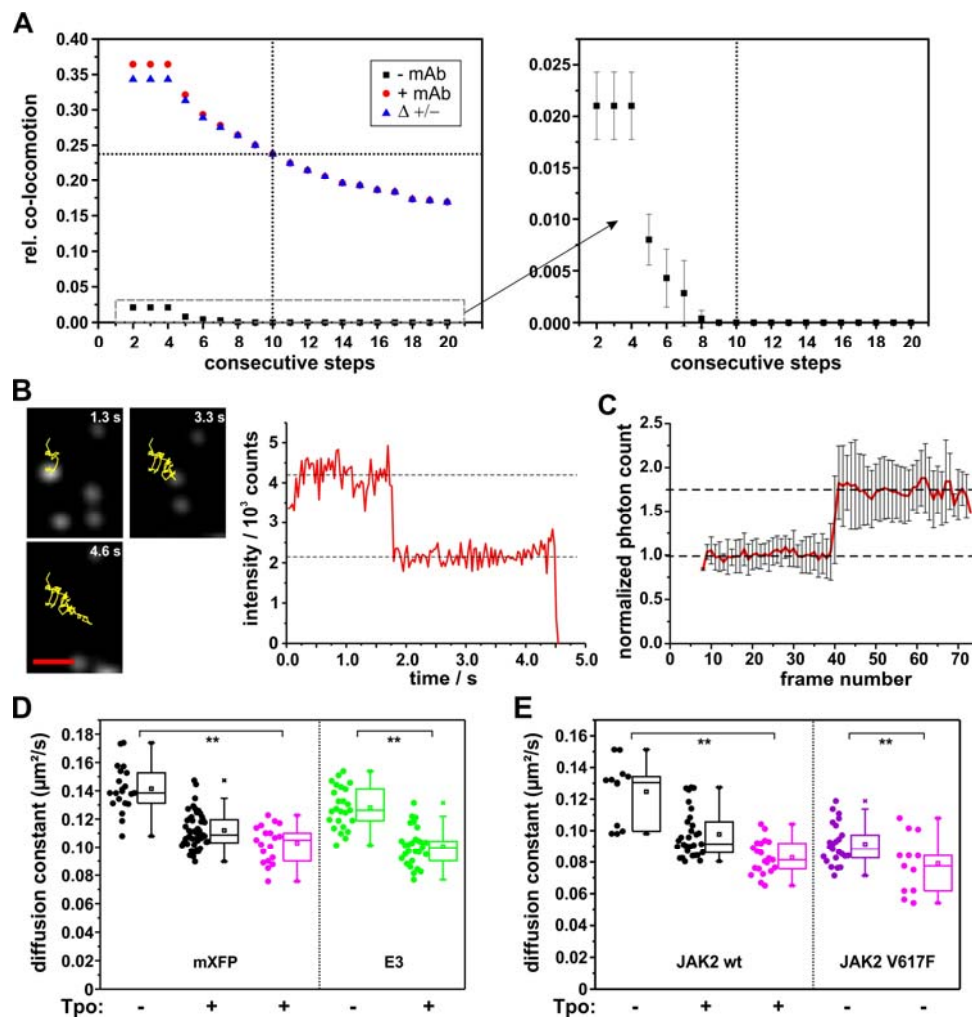 A
rel. co-locomotion
0.40
0.35
0.30
0.25
0.20
0.15
0.10
0.05
0.00
- mAb
+ mAb
Δ +/−
0 2 4 6 8 10 12 14 16 18 20
consecutive steps
0.025
0.020
0.015
0.010
0.005
0.000
2 4 6 8 10 12 14 16 18 20
consecutive steps
B
1.3 s
3.3 s
4.6 s
intensity / 10³ counts
5
4
3
2
1
0
0.0 1.0 2.0 3.0 4.0 5.0
time / s
C
normalized photon count
2.5
2.0
1.5
1.0
0.5
0.0
0 10 20 30 40 50 60 70
frame number
D
diffusion constant (µm²/s)
0.18
0.16
0.14
0.12
0.10
0.08
0.06
0.04
0.02
0
**
**
mXFP
E3
Tpo: - + + - +
E
diffusion constant (µm²/s)
0.16
0.14
0.12
0.10
0.08
0.06
0.04
0.02
0
**
**
JAK2 wt
JAK2 V617F
Tpo: - + + - -